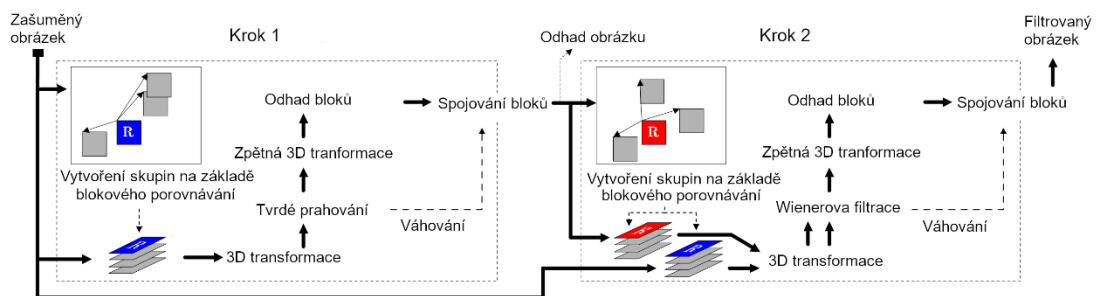 Zašuměný
obrázek
Krok 1
R
Vytvoření skupin na základě
blokového porovnávání
3D transformace
Tvrdé prahování
Zpětná 3D tranformace
Odhad bloků
Spojování bloků
Váhování
Odhad obrázku
Krok 2
R
Vytvoření skupin na základě
blokového porovnávání
3D transformace
Wienerova filtrace
Zpětná 3D tranformace
Odhad bloků
Spojování bloků
Váhování
Filtrovaný
obrázek